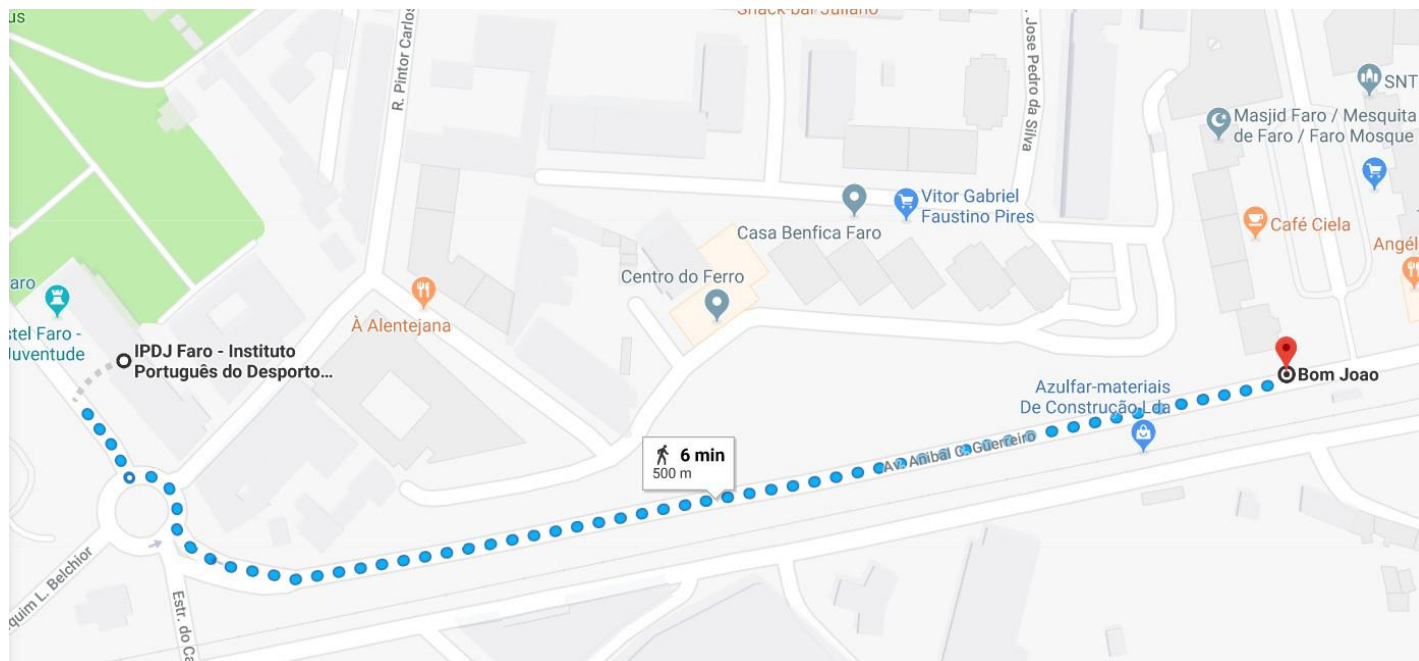 us
Snack-bar Juliano
R. Pintor Carlos
Jose Pedro da Silva
SNT
Masjid Faro / Mesquita
de Faro / Faro Mosque
Vitor Gabriel
Faustino Pires
Casa Benfica Faro
Café Ciela
Angél
Centro do Ferro
aro
stel Faro -
Juventude
À Alentejana
IPDJ Faro - Instituto
Português do Desporto...
Bom Joao
Azulfar-materiais
De Construção Lda
Av. Aníbal C. Guerreiro
6 min
500 m
quim L. Belchior
Estr. do Ca